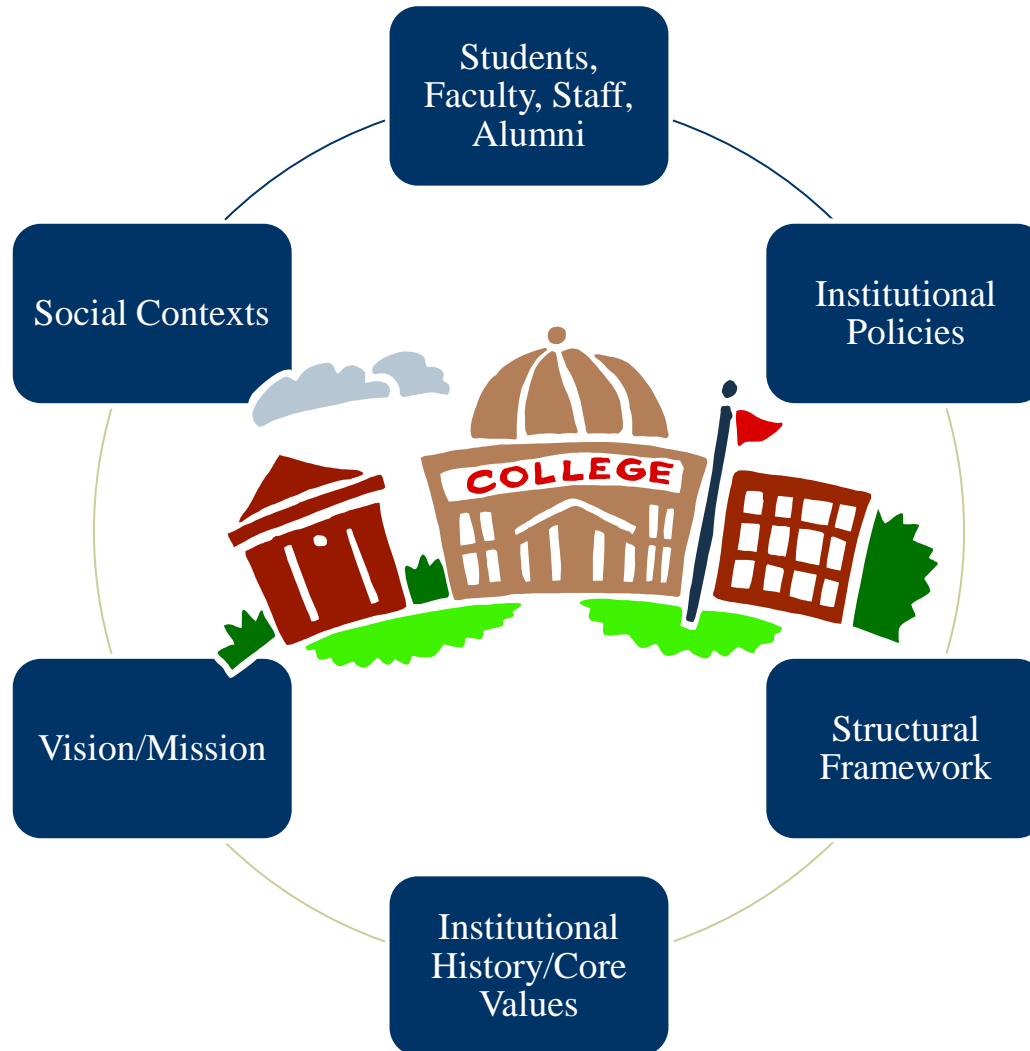 Students,
Faculty, Staff,
Alumni
Social Contexts
Institutional
Policies
COLLEGE
Vision/Mission
Structural
Framework
Institutional
History/Core
Values